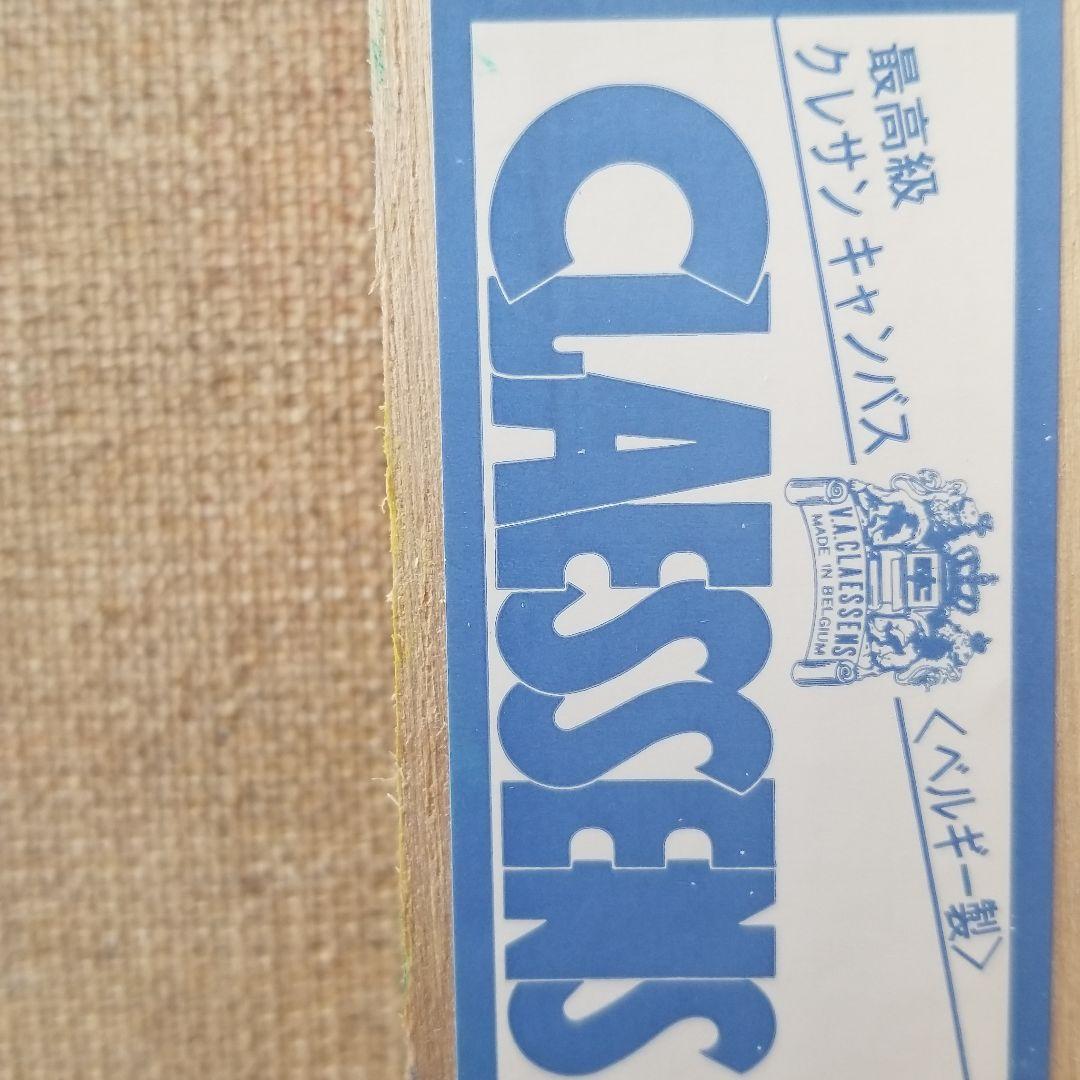 最高級
クレサン キャンバス
V.A.CLAESSENS
MADE IN BELGIUM
〈ベルギー製〉
CLAESSENS